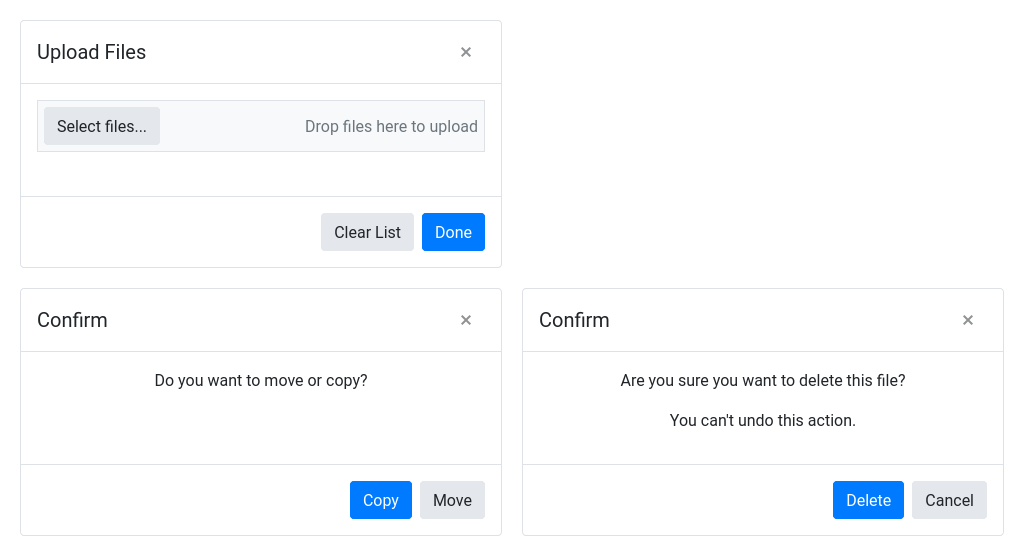 Upload Files ×
Select files... Drop files here to upload
Clear List Done
Confirm ×
Do you want to move or copy?
Copy Move
Confirm ×
Are you sure you want to delete this file?
You can't undo this action.
Delete Cancel